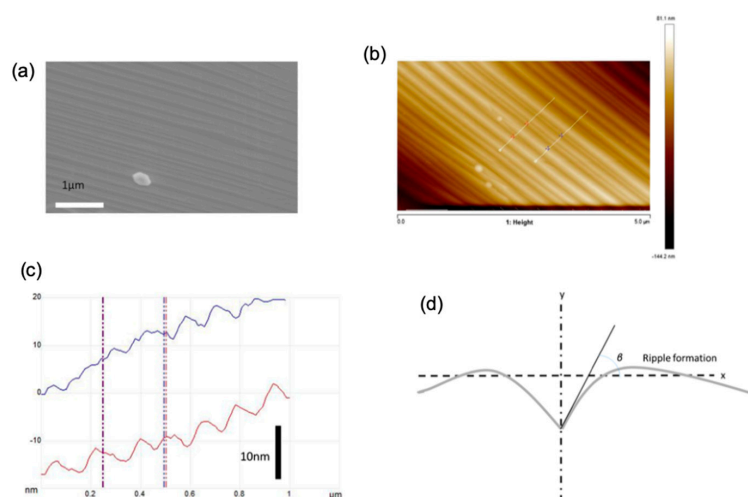 (a)
1μm
(b)
81.1 nm
0.0
1: Height
5.0 μm
-144.2 nm
(c)
20
10
0
-10
nm
0.2
0.4
0.6
0.8
1
μm
10nm
(d)
y
θ
Ripple formation
x